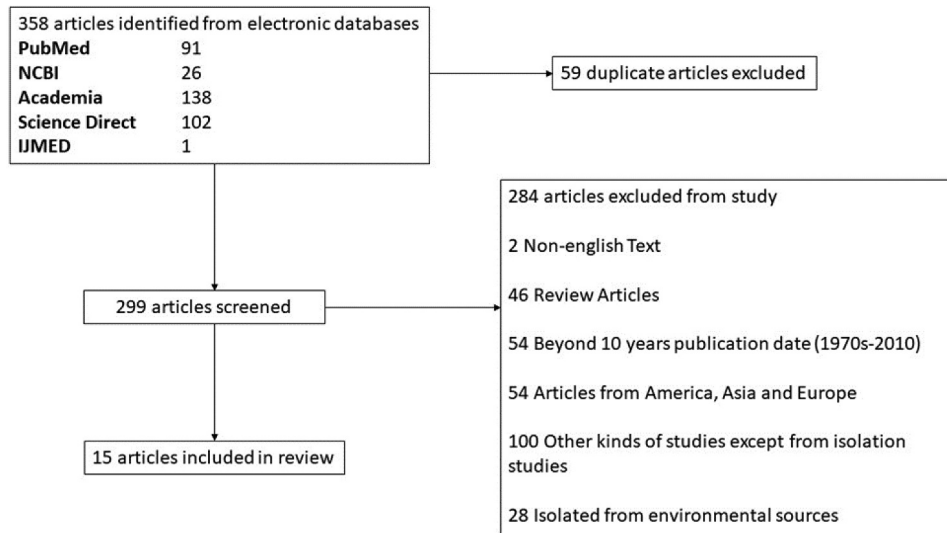 358 articles identified from electronic databases
PubMed 91
NCBI 26
Academia 138
Science Direct 102
IJMED 1
59 duplicate articles excluded
299 articles screened
284 articles excluded from study
2 Non-english Text
46 Review Articles
54 Beyond 10 years publication date (1970s-2010)
54 Articles from America, Asia and Europe
100 Other kinds of studies except from isolation
studies
28 Isolated from environmental sources
15 articles included in review